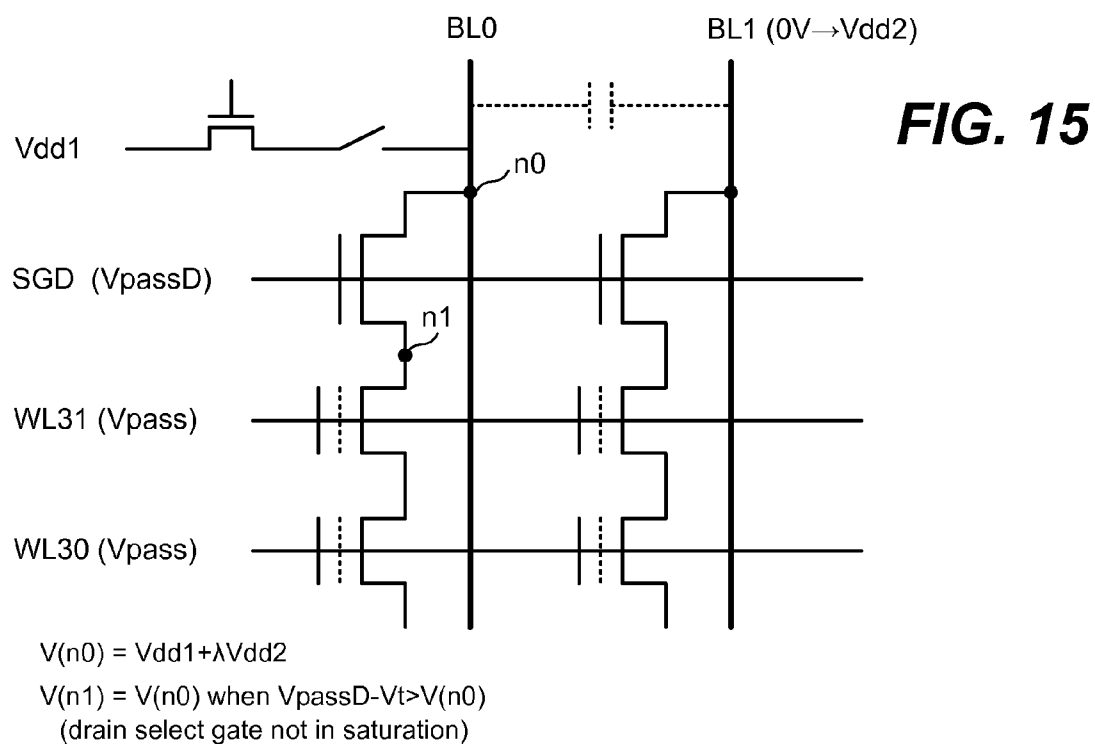 BL0
BL1 (0V→Vdd2)
FIG. 15
Vdd1
n0
SGD (VpassD)
n1
WL31 (Vpass)
WL30 (Vpass)
V(n0) = Vdd1+λVdd2
V(n1) = V(n0) when VpassD-Vt>V(n0)
(drain select gate not in saturation)